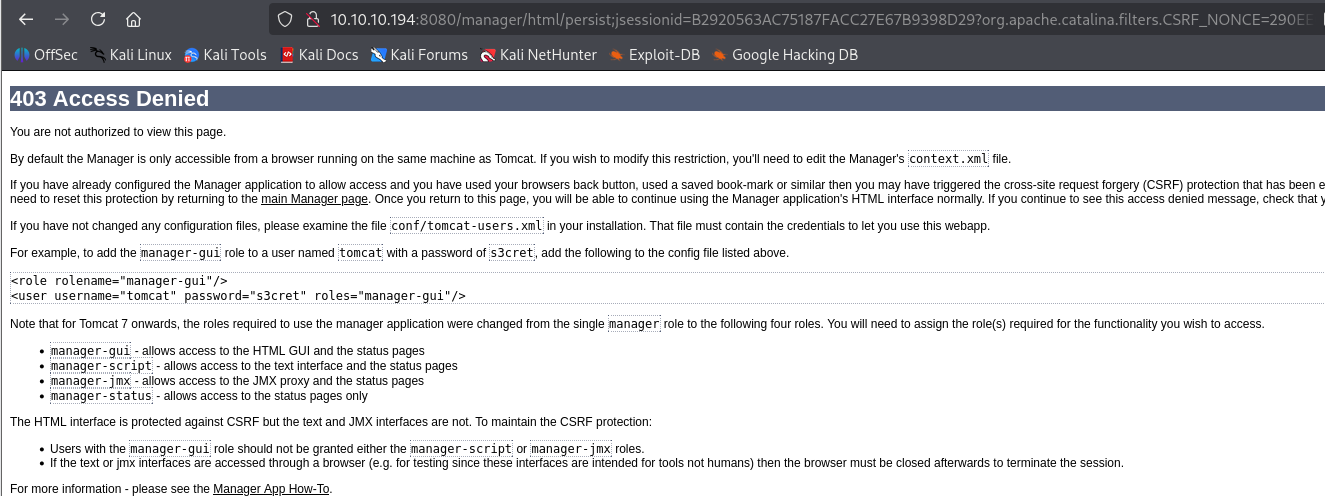 10.10.10.194:8080/manager/html/persist;jsessionid=B2920563AC75187FACC27E67B9398D29?org.apache.catalina.filters.CSRF_NONCE=290EE
OffSec Kali Linux Kali Tools Kali Docs Kali Forums Kali NetHunter Exploit-DB Google Hacking DB
403 Access Denied
You are not authorized to view this page.
By default the Manager is only accessible from a browser running on the same machine as Tomcat. If you wish to modify this restriction, you'll need to edit the Manager's context.xml file.
If you have already configured the Manager application to allow access and you have used your browsers back button, used a saved book-mark or similar then you may have triggered the cross-site request forgery (CSRF) protection that has been e
need to reset this protection by returning to the main Manager page. Once you return to this page, you will be able to continue using the Manager application's HTML interface normally. If you continue to see this access denied message, check that y
If you have not changed any configuration files, please examine the file conf/tomcat-users.xml in your installation. That file must contain the credentials to let you use this webapp.
For example, to add the manager-gui role to a user named tomcat with a password of s3cret, add the following to the config file listed above.
<role rolename="manager-gui"/>
<user username="tomcat" password="s3cret" roles="manager-gui"/>
Note that for Tomcat 7 onwards, the roles required to use the manager application were changed from the single manager role to the following four roles. You will need to assign the role(s) required for the functionality you wish to access.
• manager-gui - allows access to the HTML GUI and the status pages
• manager-script - allows access to the text interface and the status pages
• manager-jmx - allows access to the JMX proxy and the status pages
• manager-status - allows access to the status pages only
The HTML interface is protected against CSRF but the text and JMX interfaces are not. To maintain the CSRF protection:
• Users with the manager-gui role should not be granted either the manager-script or manager-jmx roles.
• If the text or jmx interfaces are accessed through a browser (e.g. for testing since these interfaces are intended for tools not humans) then the browser must be closed afterwards to terminate the session.
For more information - please see the Manager App How-To.